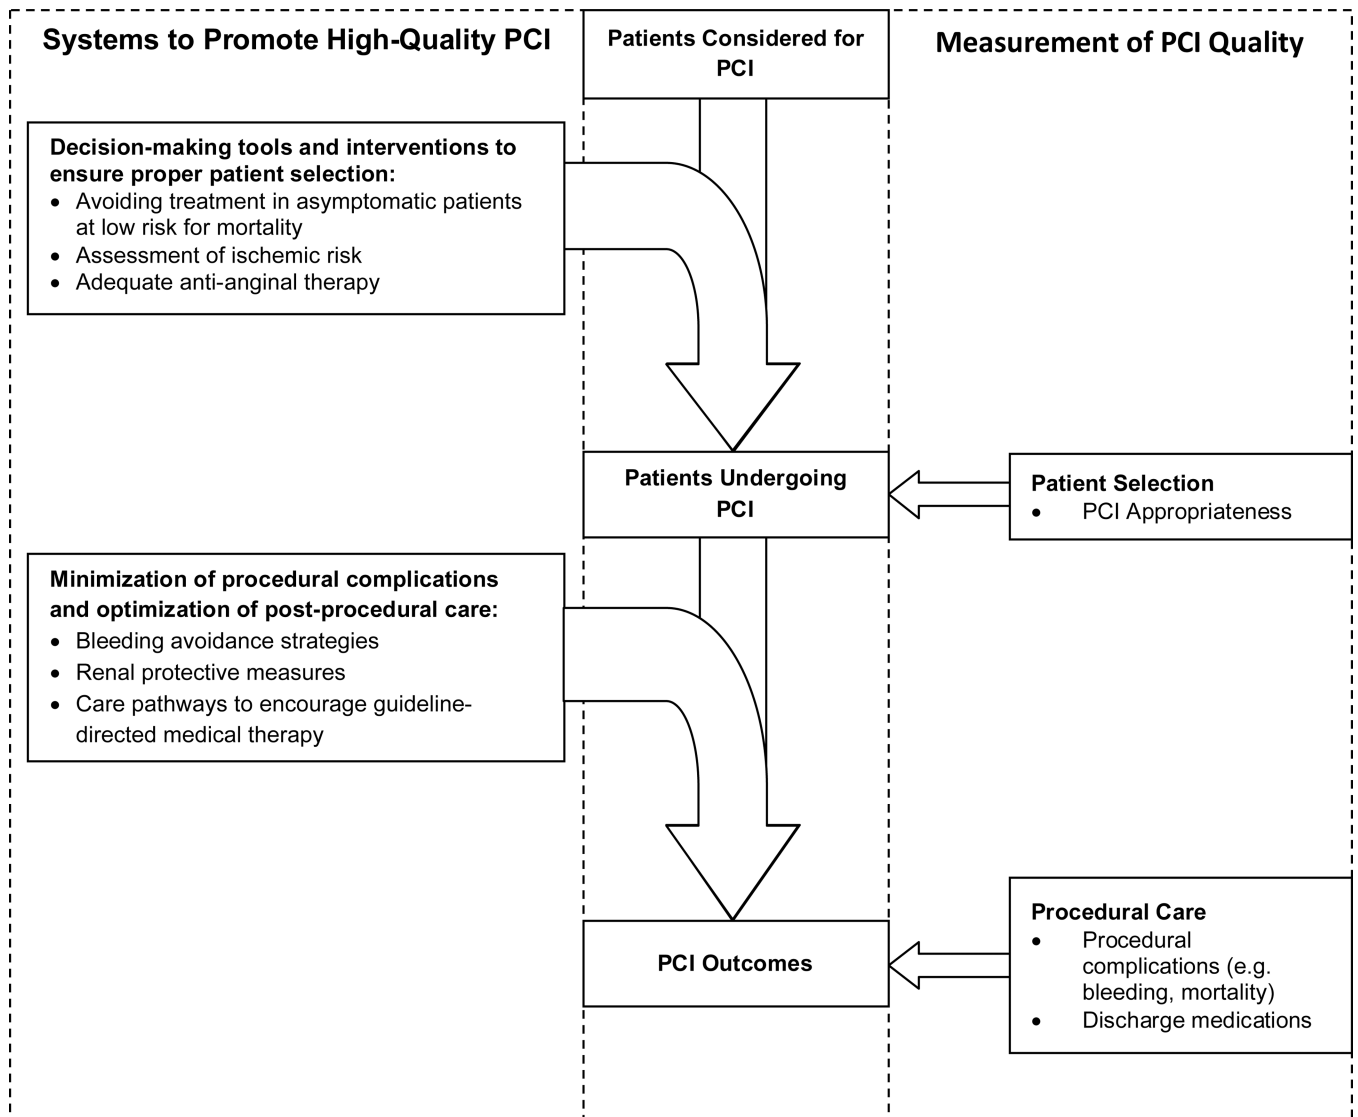 Systems to Promote High-Quality PCI
Patients Considered for
PCI
Measurement of PCI Quality
Decision-making tools and interventions to
ensure proper patient selection:
• Avoiding treatment in asymptomatic patients
at low risk for mortality
• Assessment of ischemic risk
• Adequate anti-anginal therapy
Patients Undergoing
PCI
Patient Selection
• PCI Appropriateness
Minimization of procedural complications
and optimization of post-procedural care:
• Bleeding avoidance strategies
• Renal protective measures
• Care pathways to encourage guideline-
directed medical therapy
PCI Outcomes
Procedural Care
• Procedural
complications (e.g.
bleeding, mortality)
• Discharge medications